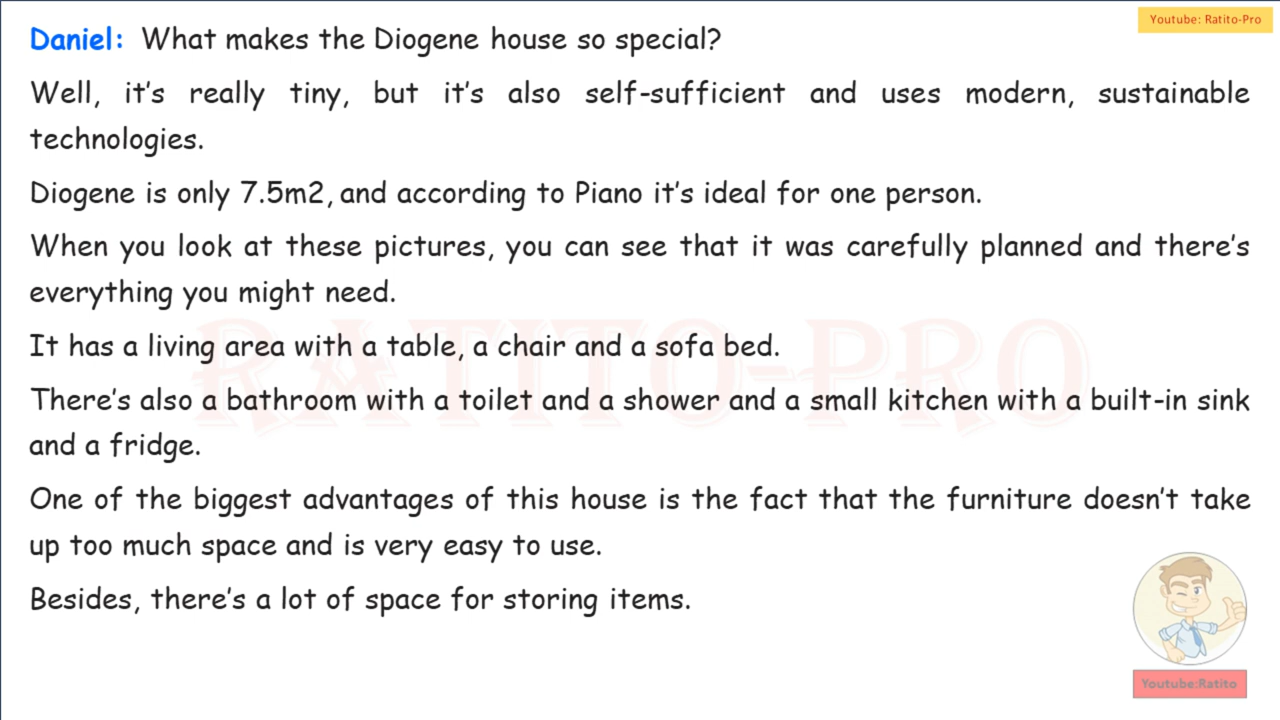 Youtube: Ratito-Pro
Daniel: What makes the Diogene house so special?
Well, it's really tiny, but it's also self-sufficient and uses modern, sustainable
technologies.
Diogene is only 7.5m2, and according to Piano it's ideal for one person.
When you look at these pictures, you can see that it was carefully planned and there's
everything you might need.
RATITO-PRO
It has a living area with a table, a chair and a sofa bed.
There's also a bathroom with a toilet and a shower and a small kitchen with a built-in sink
and a fridge.
One of the biggest advantages of this house is the fact that the furniture doesn't take
up too much space and is very easy to use.
Besides, there's a lot of space for storing items.
Youtube:Ratito